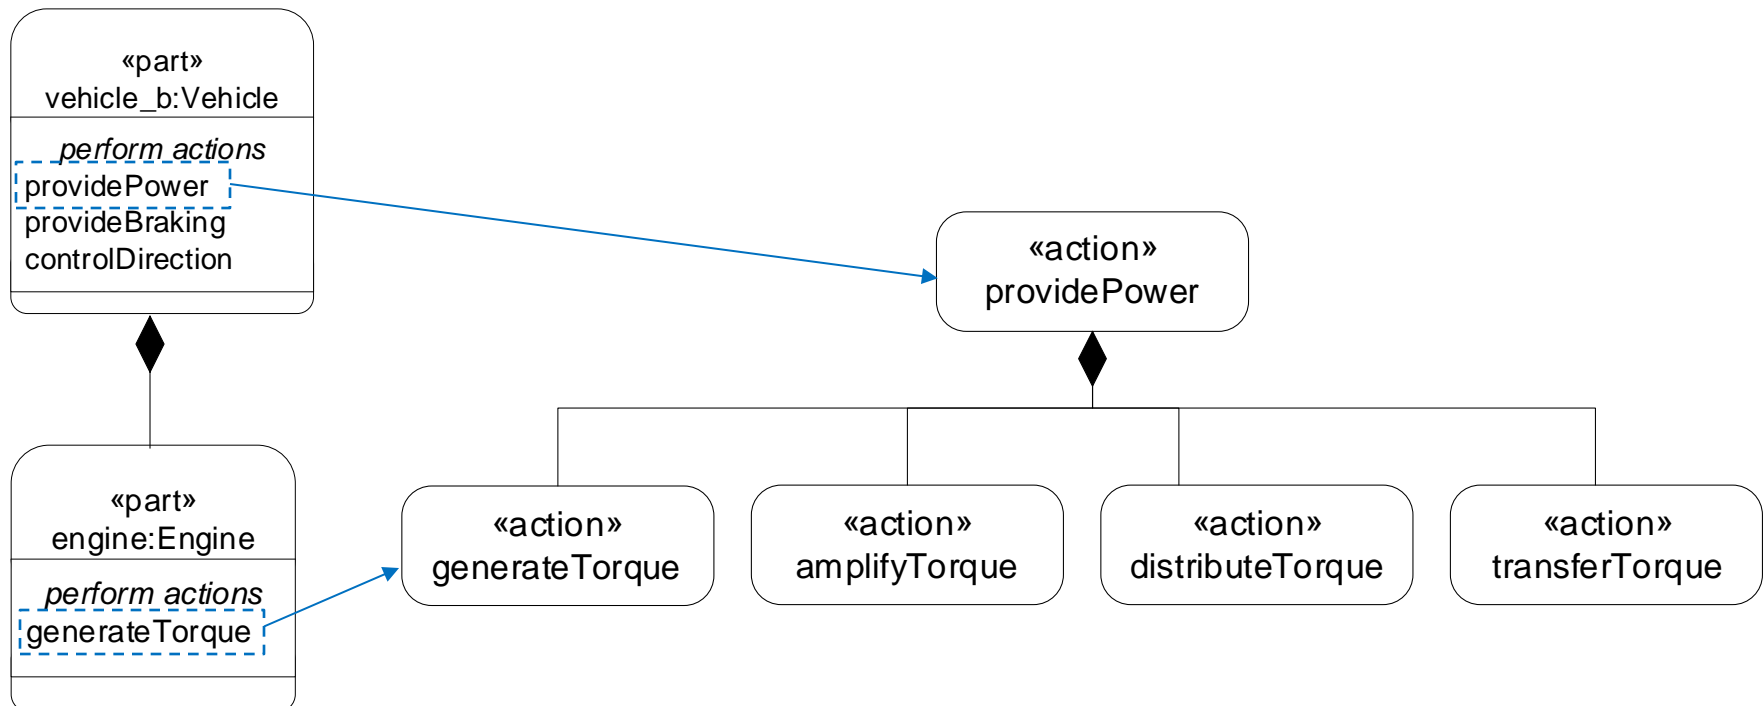 «part»
vehicle_b:Vehicle
perform actions
providePower
provideBraking
controlDirection
«action»
providePower
«part»
engine:Engine
perform actions
generateTorque
«action»
generateTorque
«action»
amplifyTorque
«action»
distributeTorque
«action»
transferTorque